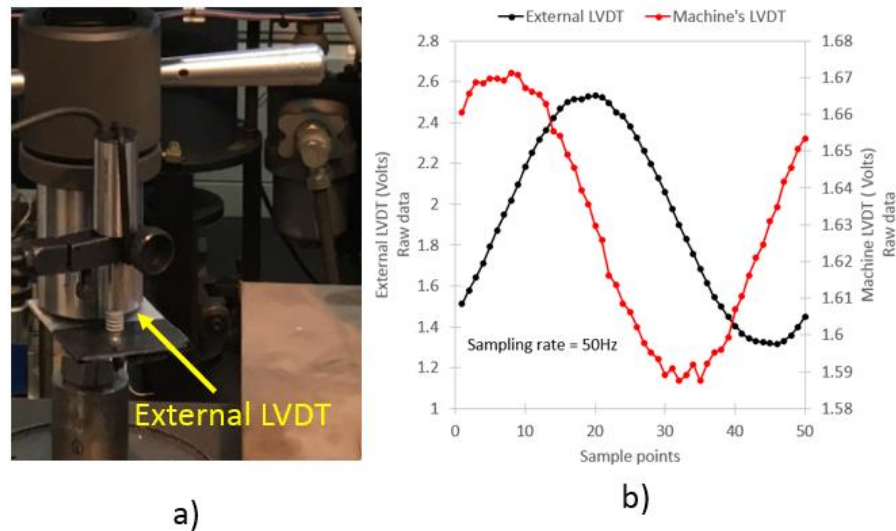 External LVDT
a)
External LVDT
Machine's LVDT
2.8
2.6
2.4
2.2
2
1.8
1.6
1.4
1.2
1
External LVDT (Volts)
Raw data
1.68
1.67
1.66
1.65
1.64
1.63
1.62
1.61
1.6
1.59
1.58
Machine LVDT (Volts)
Raw data
Sampling rate = 50Hz
0
10
20
30
40
50
Sample points
b)